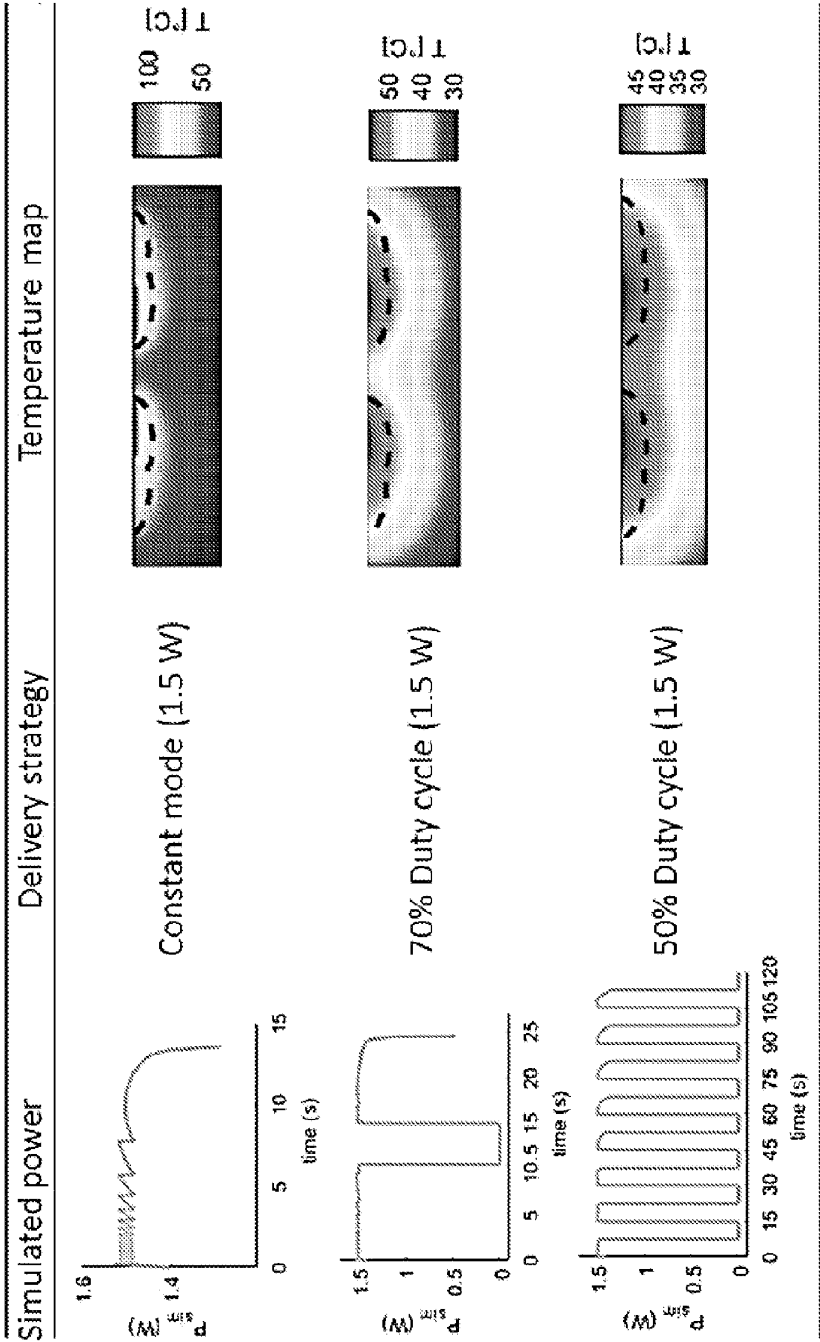 Simulated power
Delivery strategy
Temperature map
P sim (W)
1.6
1.4
0
5
10
15
time (s)
Constant mode (1.5 W)
T [°C]
100
50
P sim (W)
1.5
1
0.5
0
0
5
10.5
15
20
25
time (s)
70% Duty cycle (1.5 W)
T [°C]
50
40
30
P sim (W)
1.5
1
0.5
0
0
15
30
45
60
75
90
105
120
time (s)
50% Duty cycle (1.5 W)
T [°C]
45
40
35
30